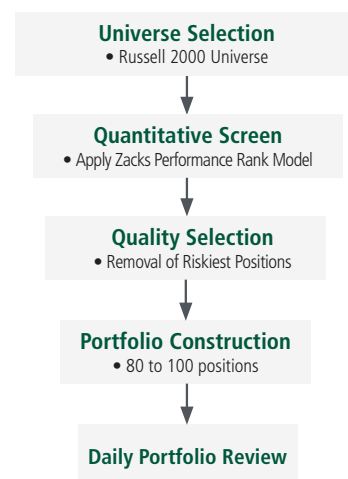 Universe Selection
• Russell 2000 Universe
Quantitative Screen
• Apply Zacks Performance Rank Model
Quality Selection
• Removal of Riskiest Positions
Portfolio Construction
• 80 to 100 positions
Daily Portfolio Review